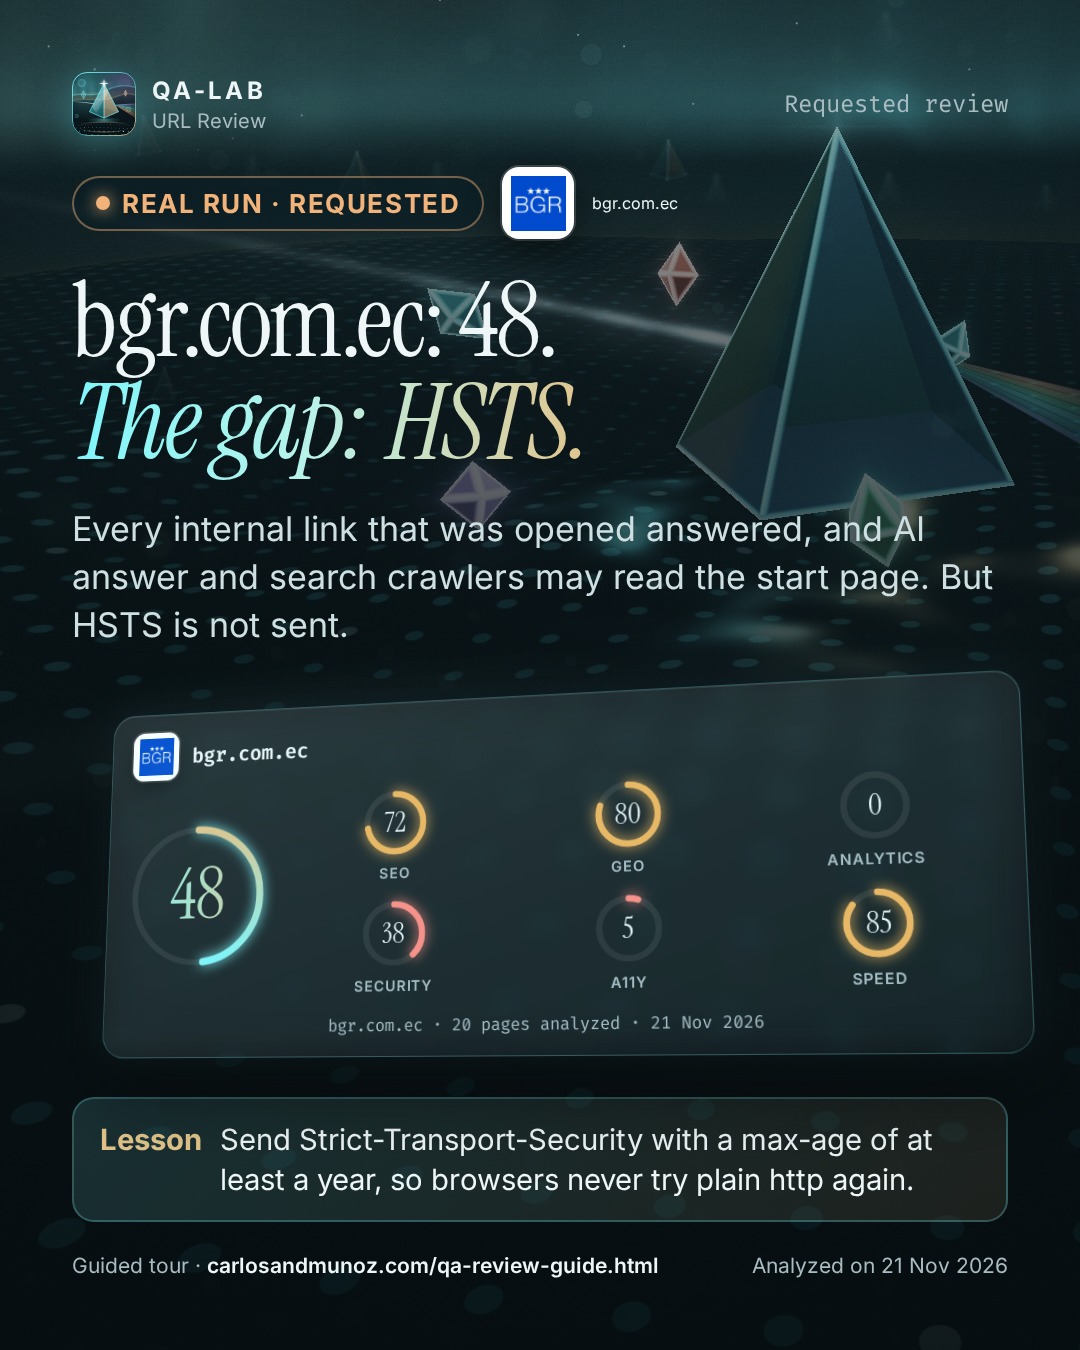 QA-LAB
URL Review
Requested review
REAL RUN · REQUESTED
BGR
bgr.com.ec
bgr.com.ec: 48.
The gap: HSTS.
Every internal link that was opened answered, and AI
answer and search crawlers may read the start page. But
HSTS is not sent.
BGR
bgr.com.ec
48
72
SEO
80
GEO
0
ANALYTICS
38
SECURITY
5
A11Y
85
SPEED
bgr.com.ec · 20 pages analyzed · 21 Nov 2026
Lesson Send Strict-Transport-Security with a max-age of at
least a year, so browsers never try plain http again.
Guided tour · carlosandmunoz.com/qa-review-guide.html
Analyzed on 21 Nov 2026